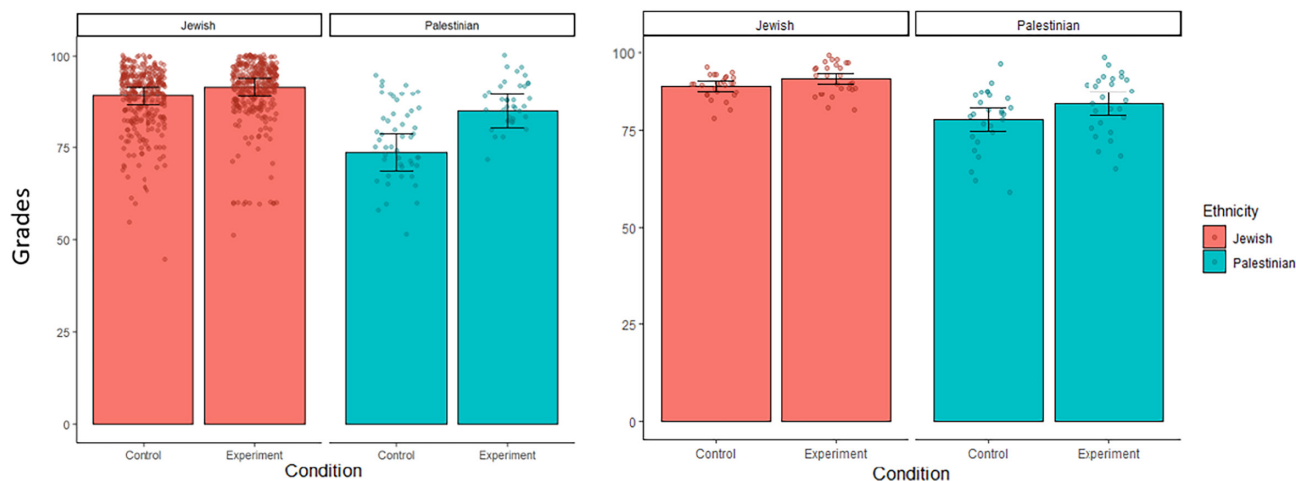 Jewish
Palestinian
100
75
50
25
0
Grades
Control
Experiment
Control
Experiment
Condition
Jewish
Palestinian
100
75
50
25
0
Control
Experiment
Control
Experiment
Condition
Ethnicity
Jewish
Palestinian